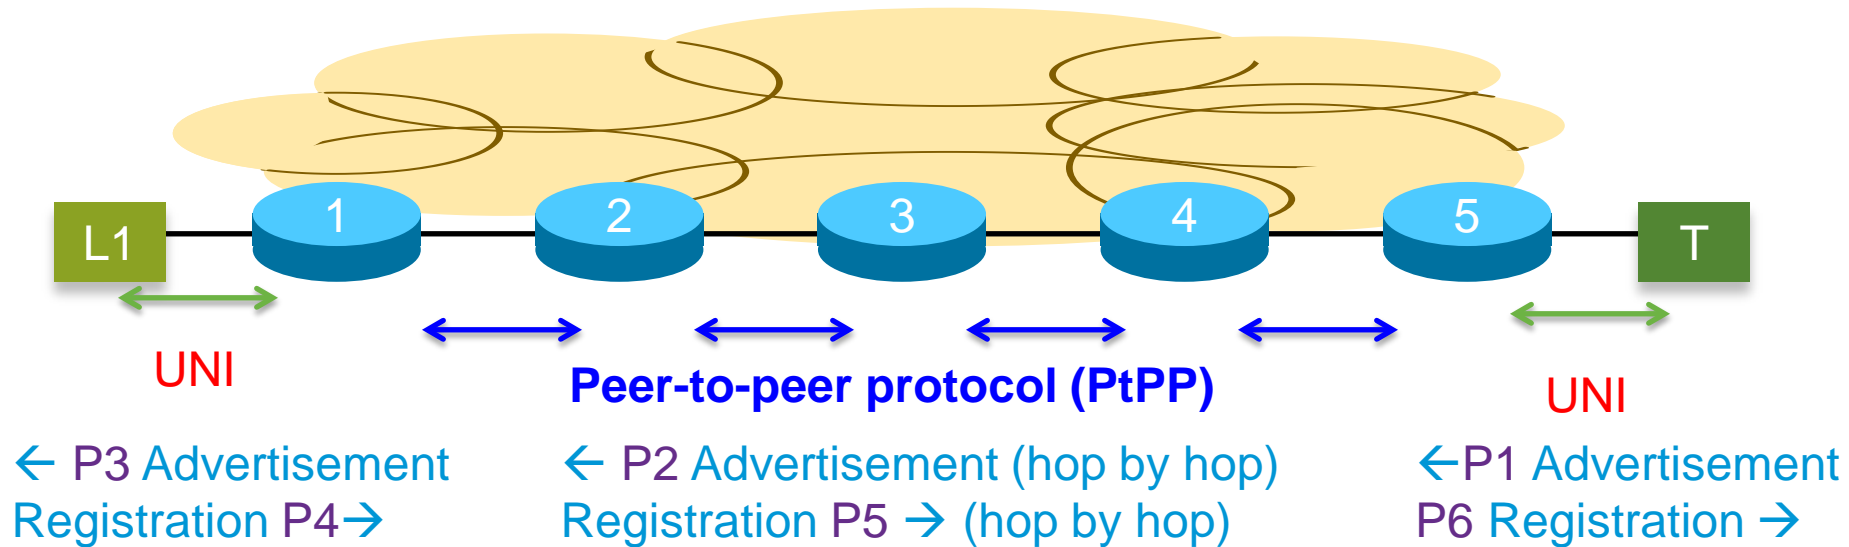 L1
1
2
3
4
5
T
UNI
Peer-to-peer protocol (PtPP)
UNI
← P3 Advertisement
Registration P4→
← P2 Advertisement (hop by hop)
Registration P5 → (hop by hop)
←P1 Advertisement
P6 Registration →